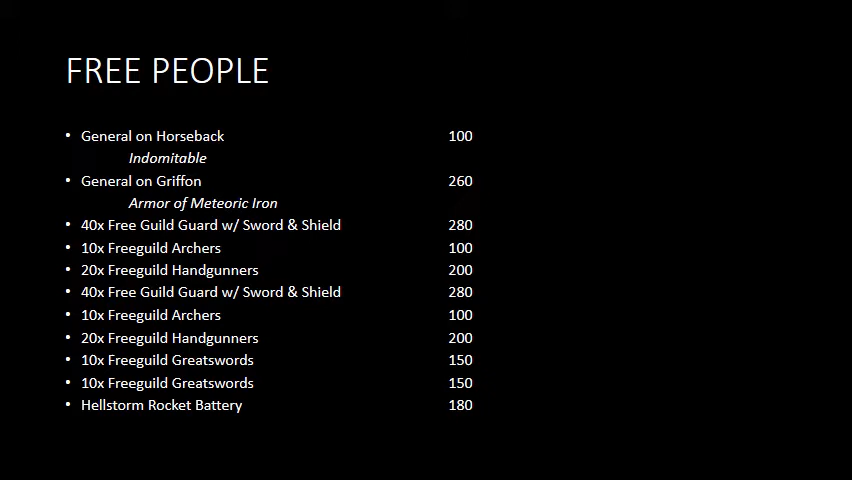 FREE PEOPLE
• General on Horseback 100
Indomitable
• General on Griffon 260
Armor of Meteoric Iron
• 40x Free Guild Guard w/ Sword & Shield 280
• 10x Freeguild Archers 100
• 20x Freeguild Handgunners 200
• 40x Free Guild Guard w/ Sword & Shield 280
• 10x Freeguild Archers 100
• 20x Freeguild Handgunners 200
• 10x Freeguild Greatswords 150
• 10x Freeguild Greatswords 150
• Hellstorm Rocket Battery 180